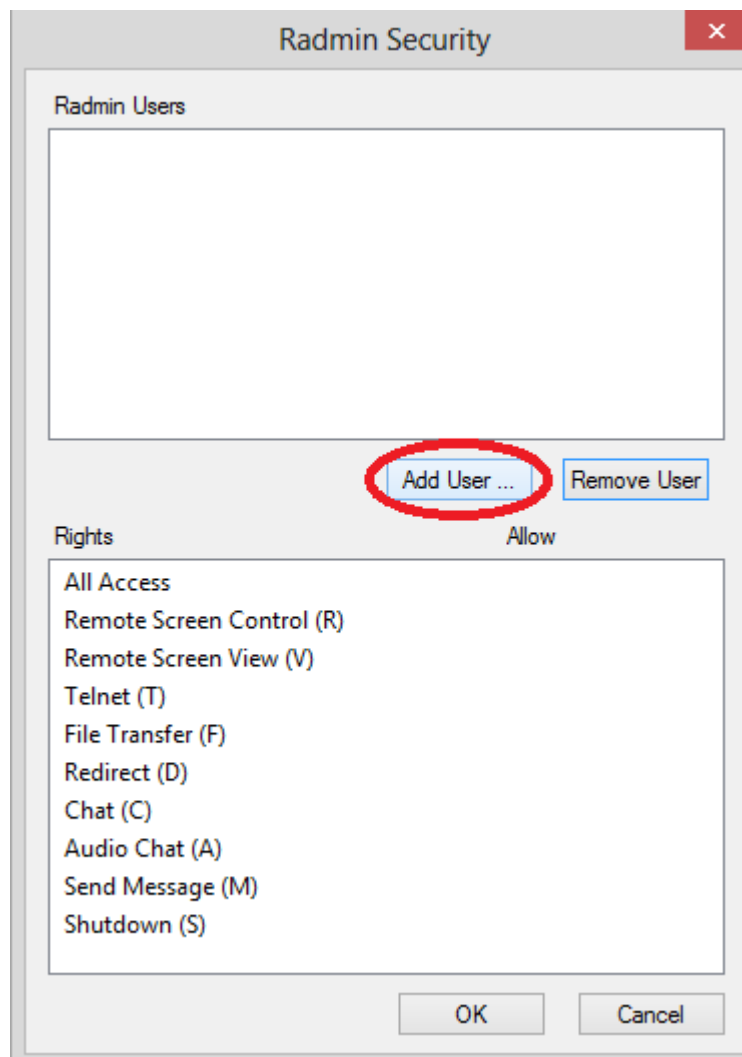 Radmin Security
Radmin Users
Add User ... Remove User
Rights Allow
All Access
Remote Screen Control (R)
Remote Screen View (V)
Telnet (T)
File Transfer (F)
Redirect (D)
Chat (C)
Audio Chat (A)
Send Message (M)
Shutdown (S)
OK Cancel